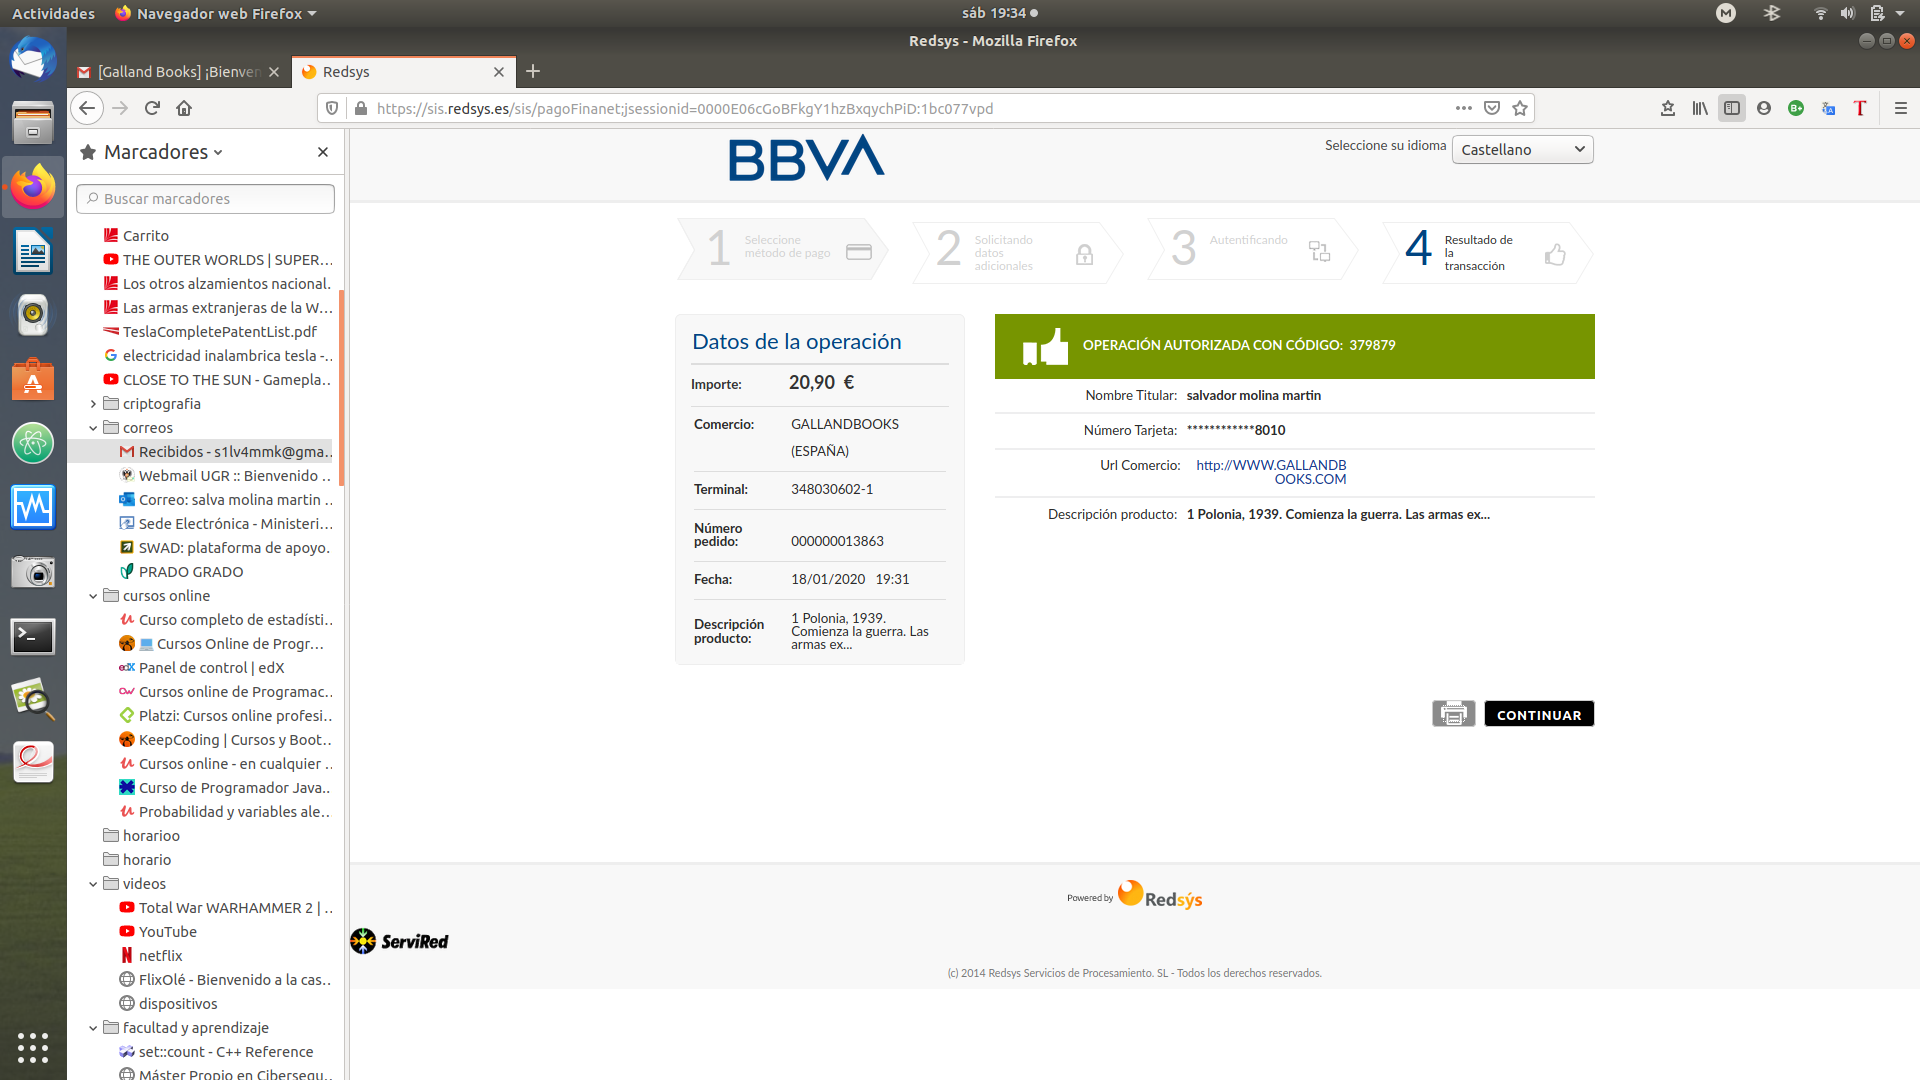 Actividades
Navegador web Firefox
sáb 19:34
Redsys - Mozilla Firefox
[Galland Books] ¡Bienven
Redsys
https://sis.redsys.es/sis/pagoFinanet;jsessionid=0000E06cGoBFkgY1hzBxqychPiD:1bc077vpd
Marcadores
Buscar marcadores
Carrito
THE OUTER WORLDS | SUPER…
Los otros alzamientos nacional…
Las armas extranjeras de la W…
TeslaCompletePatentList.pdf
electricidad inalambrica tesla -…
CLOSE TO THE SUN - Gamepla…
criptografia
correos
Recibidos - s1lv4mmk@gma…
Webmail UGR :: Bienvenido …
Correo: salva molina martin …
Sede Electrónica - Ministeri…
SWAD: plataforma de apoyo…
PRADO GRADO
cursos online
Curso completo de estadísti…
Cursos Online de Progr…
Panel de control | edX
Cursos online de Programac…
Platzi: Cursos online profesi…
KeepCoding | Cursos y Boot…
Cursos online - en cualquier …
Curso de Programador Java…
Probabilidad y variables ale…
horarioo
horario
videos
Total War WARHAMMER 2 | …
YouTube
netflix
FlixOlé - Bienvenido a la cas…
dispositivos
facultad y aprendizaje
set::count - C++ Reference
Máster Propio en Cibersegu…
BBVA
Seleccione su idioma
Castellano
1 Seleccione
método de pago
2 Solicitando
datos
adicionales
3 Autentificando
4 Resultado de
la
transacción
Datos de la operación
Importe: 20,90 €
Comercio: GALLANDBOOKS
(ESPAÑA)
Terminal: 348030602-1
Número
pedido: 000000013863
Fecha: 18/01/2020 19:31
Descripción
producto:
1 Polonia, 1939.
Comienza la guerra. Las
armas ex...
OPERACIÓN AUTORIZADA CON CÓDIGO: 379879
Nombre Titular: salvador molina martin
Número Tarjeta: ************8010
Url Comercio: http://WWW.GALLANDB
OOKS.COM
Descripción producto: 1 Polonia, 1939. Comienza la guerra. Las armas ex...
CONTINUAR
Powered by Redsýs
ServiRed
(c) 2014 Redsys Servicios de Procesamiento. SL - Todos los derechos reservados.